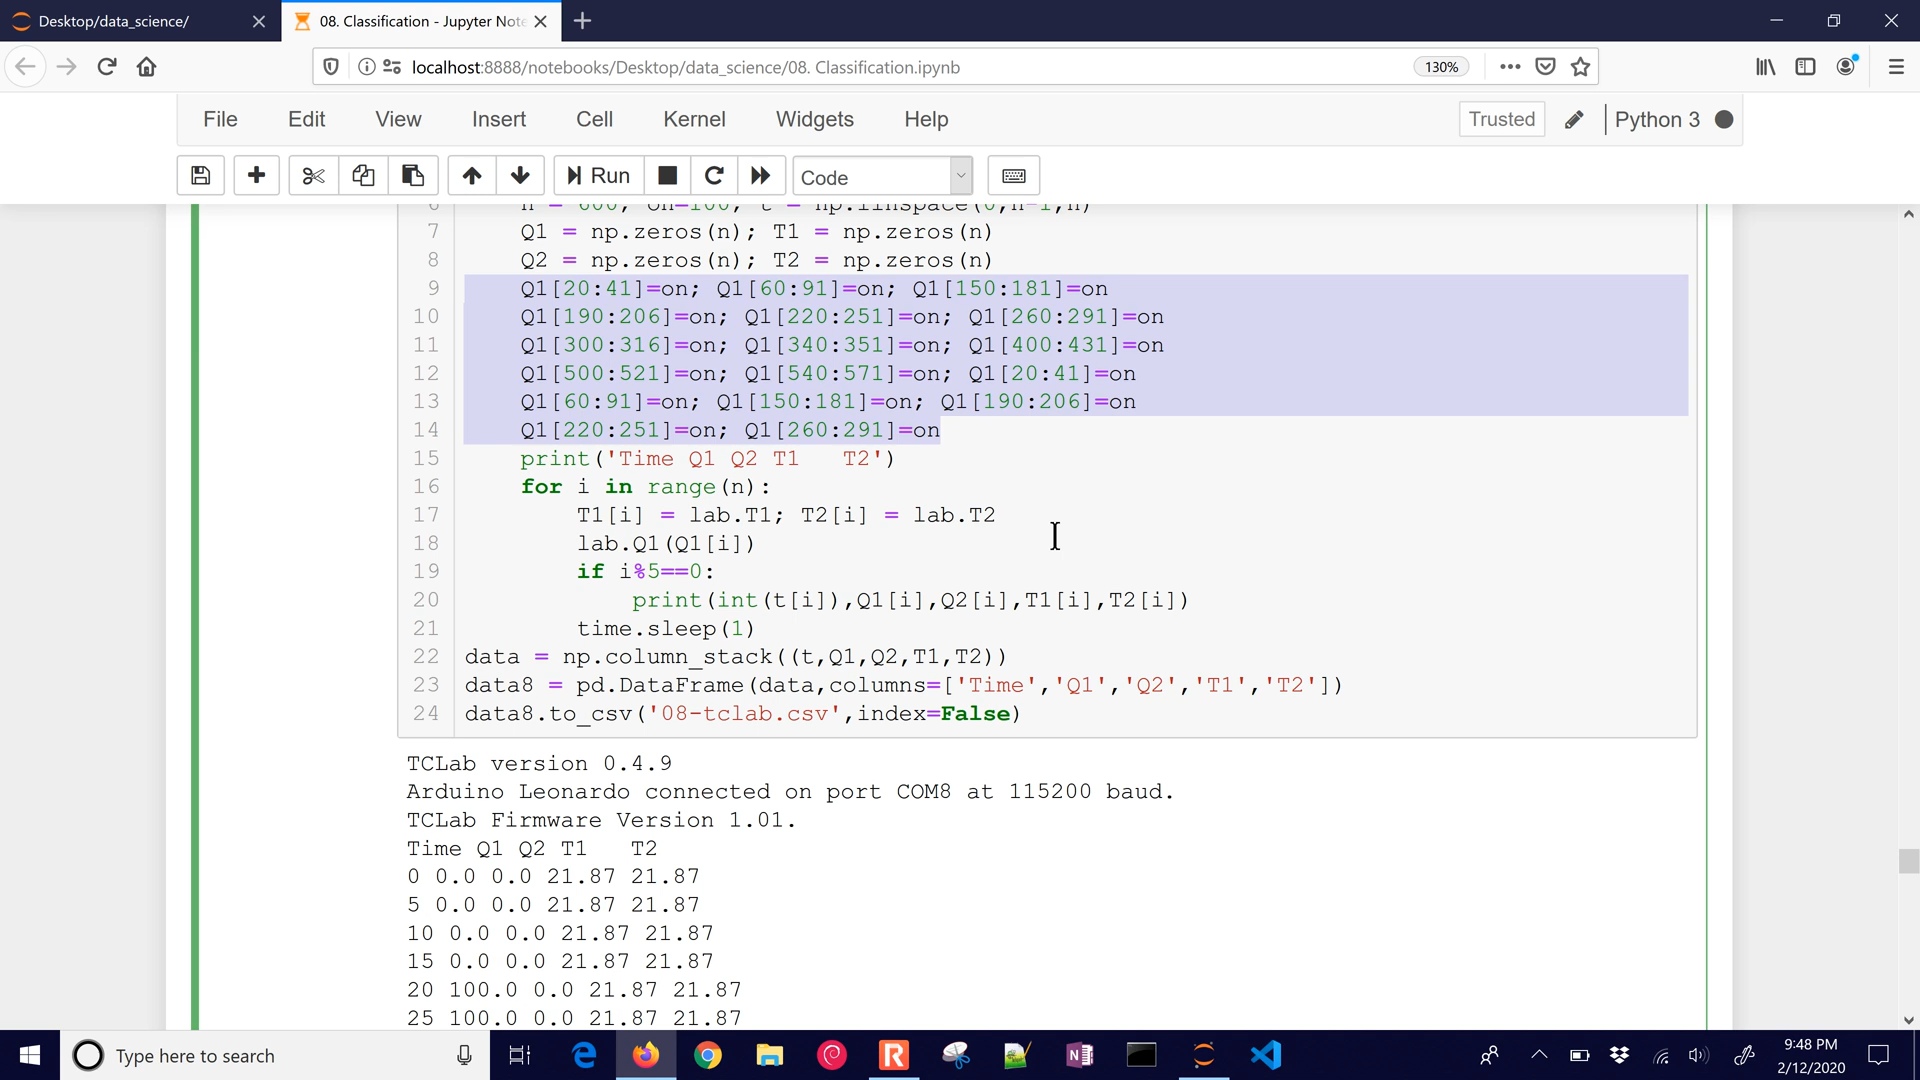 Desktop/data_science/
08. Classification - Jupyter Note
localhost:8888/notebooks/Desktop/data_science/08. Classification.ipynb
130%
File Edit View Insert Cell Kernel Widgets Help
Trusted
Python 3
Run
Code
6 n = 600; on=100; t = np.linspace(0,n-1,n)
7 Q1 = np.zeros(n); T1 = np.zeros(n)
8 Q2 = np.zeros(n); T2 = np.zeros(n)
9 Q1[20:41]=on; Q1[60:91]=on; Q1[150:181]=on
10 Q1[190:206]=on; Q1[220:251]=on; Q1[260:291]=on
11 Q1[300:316]=on; Q1[340:351]=on; Q1[400:431]=on
12 Q1[500:521]=on; Q1[540:571]=on; Q1[20:41]=on
13 Q1[60:91]=on; Q1[150:181]=on; Q1[190:206]=on
14 Q1[220:251]=on; Q1[260:291]=on
15 print('Time Q1 Q2 T1   T2')
16 for i in range(n):
17 T1[i] = lab.T1; T2[i] = lab.T2
18 lab.Q1(Q1[i])
19 if i%5==0:
20 print(int(t[i]),Q1[i],Q2[i],T1[i],T2[i])
21 time.sleep(1)
22 data = np.column_stack((t,Q1,Q2,T1,T2))
23 data8 = pd.DataFrame(data,columns=['Time','Q1','Q2','T1','T2'])
24 data8.to_csv('08-tclab.csv',index=False)
TCLab version 0.4.9
Arduino Leonardo connected on port COM8 at 115200 baud.
TCLab Firmware Version 1.01.
Time Q1 Q2 T1   T2
0 0.0 0.0 21.87 21.87
5 0.0 0.0 21.87 21.87
10 0.0 0.0 21.87 21.87
15 0.0 0.0 21.87 21.87
20 100.0 0.0 21.87 21.87
25 100.0 0.0 21.87 21.87
Type here to search
9:48 PM
2/12/2020